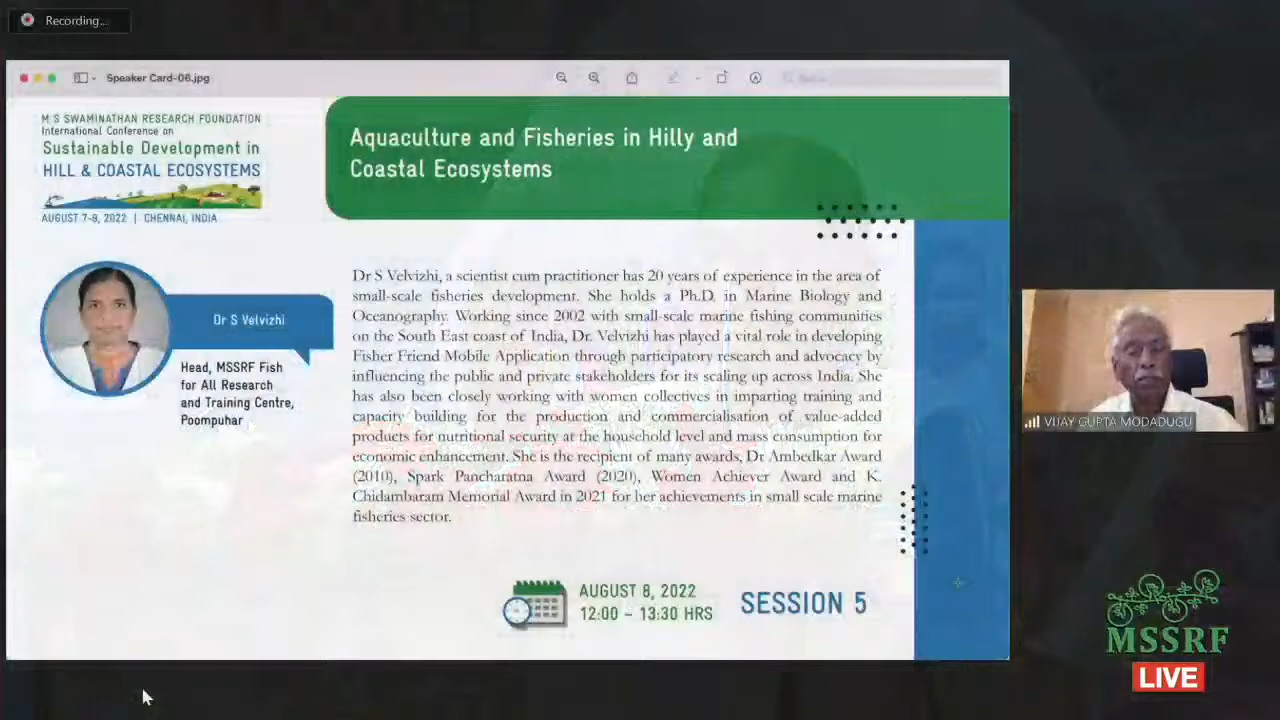 Recording...
Speaker Card-06.jpg
M S SWAMINATHAN RESEARCH FOUNDATION
International Conference on
Sustainable Development in
HILL & COASTAL ECOSYSTEMS
AUGUST 7-8, 2022 | CHENNAI, INDIA
Aquaculture and Fisheries in Hilly and
Coastal Ecosystems
Dr S Velvizhi
Head, MSSRF Fish
for All Research
and Training Centre,
Poompuhar
Dr S Velvizhi, a scientist cum practitioner has 20 years of experience in the area of
small-scale fisheries development. She holds a Ph.D. in Marine Biology and
Oceanography. Working since 2002 with small-scale marine fishing communities
on the South East coast of India, Dr. Velvizhi has played a vital role in developing
Fisher Friend Mobile Application through participatory research and advocacy by
influencing the public and private stakeholders for its scaling up across India. She
has also been closely working with women collectives in imparting training and
capacity building for the production and commercialisation of value-added
products for nutritional security at the household level and mass consumption for
economic enhancement. She is the recipient of many awards, Dr Ambedkar Award
(2010), Spark Pancharatna Award (2020), Women Achiever Award and K.
Chidambaram Memorial Award in 2021 for her achievements in small scale marine
fisheries sector.
AUGUST 8, 2022
12:00 – 13:30 HRS
SESSION 5
VIJAY GUPTA MODADUGU
MSSRF
LIVE